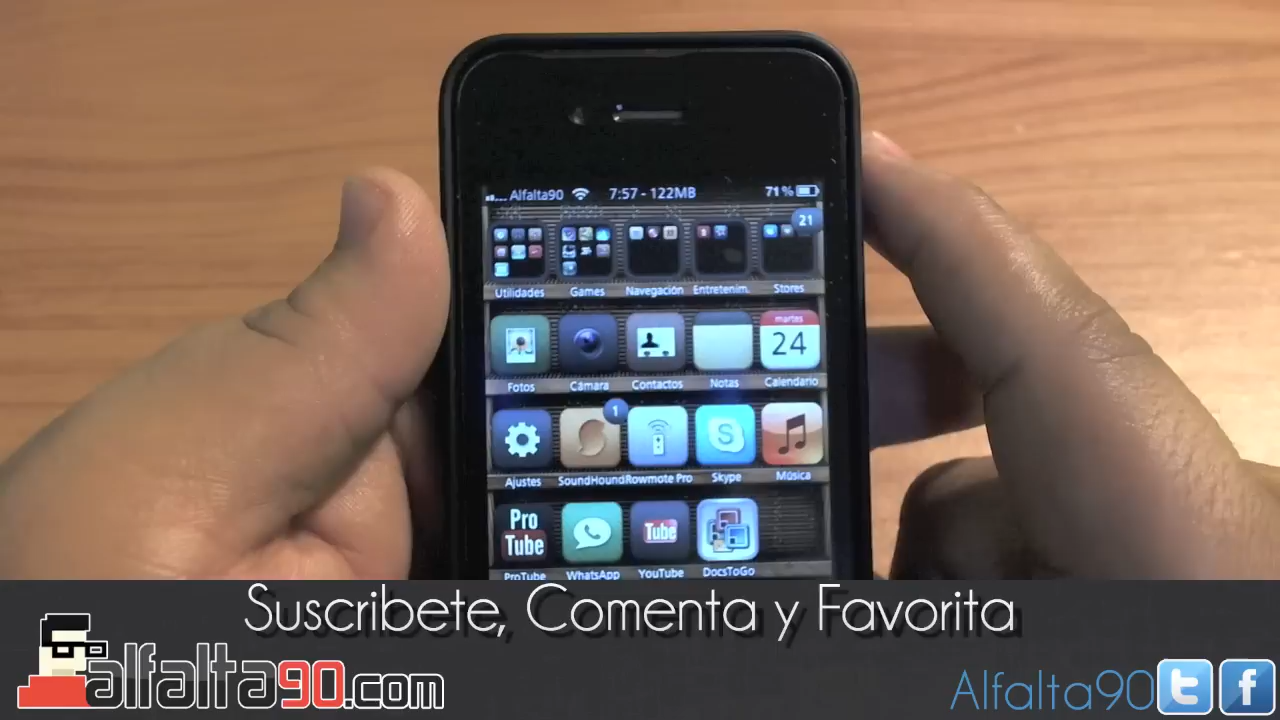 Alfalta90 7:57 - 122MB 71%
21
Utilidades Games Navegación Entretenim. Stores
martes
24
Fotos Cámara Contactos Notas Calendario
1
Ajustes SoundHound Rowmote Pro Skype Música
Pro
Tube
Tube
ProTube WhatsApp YouTube DocsToGo
Suscribete, Comenta y Favorita
alfalta90.com
Alfalta90